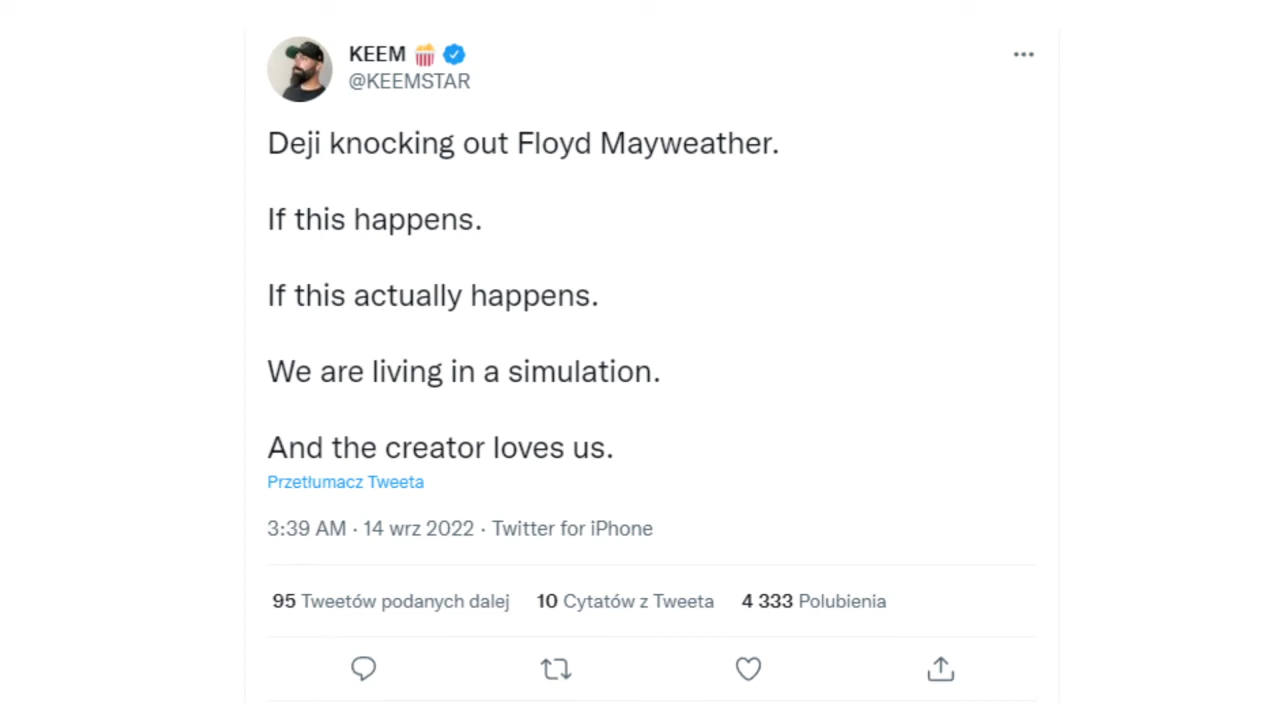 KEEM 🍿
@KEEMSTAR
Deji knocking out Floyd Mayweather.
If this happens.
If this actually happens.
We are living in a simulation.
And the creator loves us.
Przetłumacz Tweeta
3:39 AM · 14 wrz 2022 · Twitter for iPhone
95 Tweetów podanych dalej 10 Cytatów z Tweeta 4 333 Polubienia